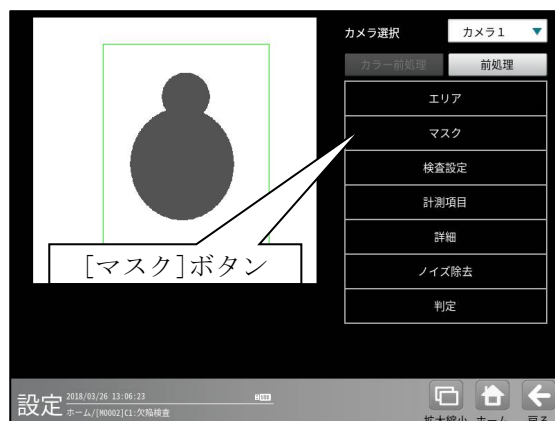 カメラ選択
カメラ1
カラー前処理
前処理
エリア
マスク
検査設定
計測項目
詳細
ノイズ除去
判定
[マスク]ボタン
設定
2018/03/26 13:06:23
ホーム/[M0002]C1:欠陥検査
拡大縮小
ホーム
戻る